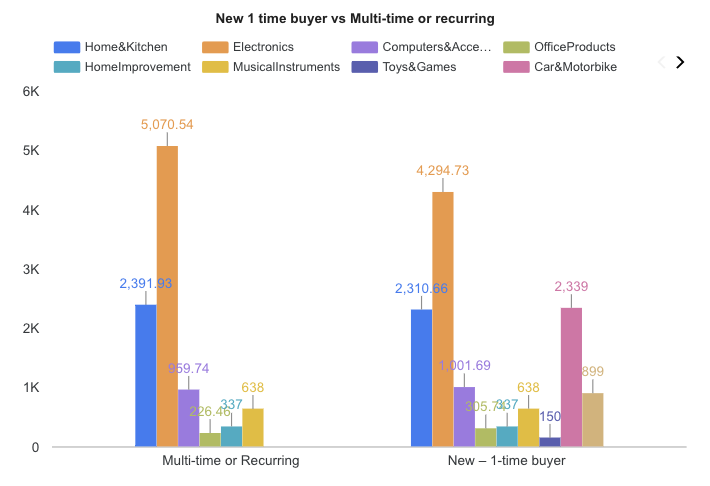 New 1 time buyer vs Multi-time or recurring
Home&Kitchen Electronics Computers&Acce... OfficeProducts
HomeImprovement MusicalInstruments Toys&Games Car&Motorbike
6K
5,070.54
5K
4,294.73
4K
3K
2,391.93 2,310.66 2,339
2K
959.74 1,001.69 899
1K
226.46 337 638 337 638 150
0
Multi-time or Recurring New – 1-time buyer